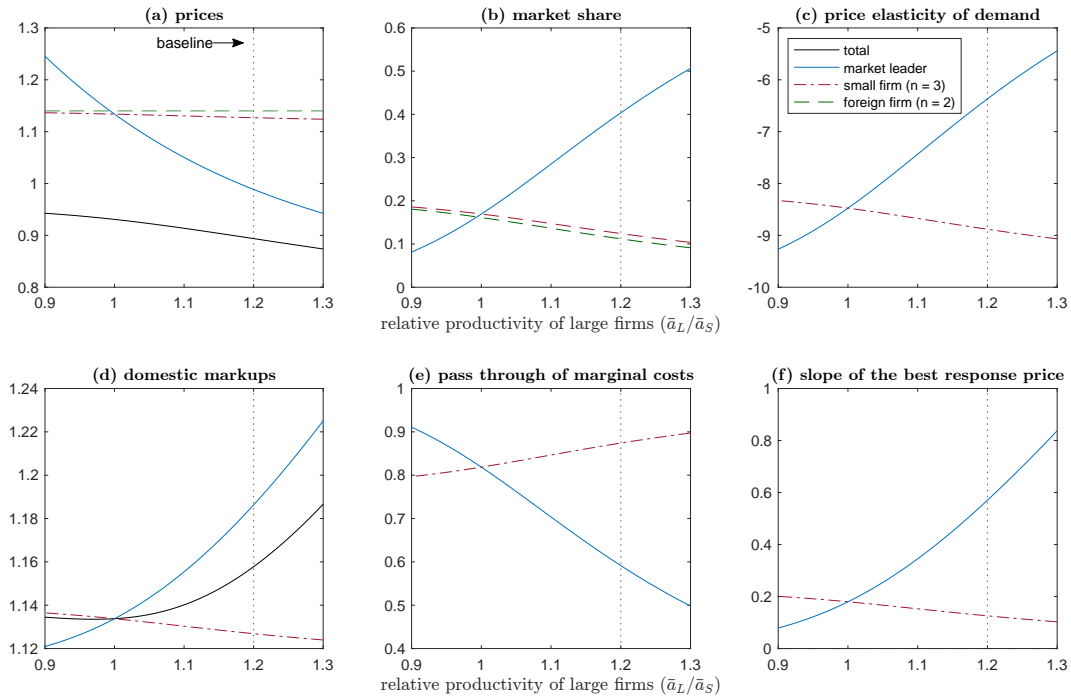 (a) prices
1.3
1.2
1.1
1
0.9
0.8
baseline
0.9 1 1.1 1.2 1.3
(b) market share
0.6
0.5
0.4
0.3
0.2
0.1
0
0.9 1 1.1 1.2 1.3
relative productivity of large firms (āL/āS)
(c) price elasticity of demand
-5
-6
-7
-8
-9
-10
total
market leader
small firm (n = 3)
foreign firm (n = 2)
0.9 1 1.1 1.2 1.3
(d) domestic markups
1.24
1.22
1.2
1.18
1.16
1.14
1.12
0.9 1 1.1 1.2 1.3
(e) pass through of marginal costs
1
0.9
0.8
0.7
0.6
0.5
0.4
0.9 1 1.1 1.2 1.3
relative productivity of large firms (āL/āS)
(f) slope of the best response price
1
0.8
0.6
0.4
0.2
0
0.9 1 1.1 1.2 1.3